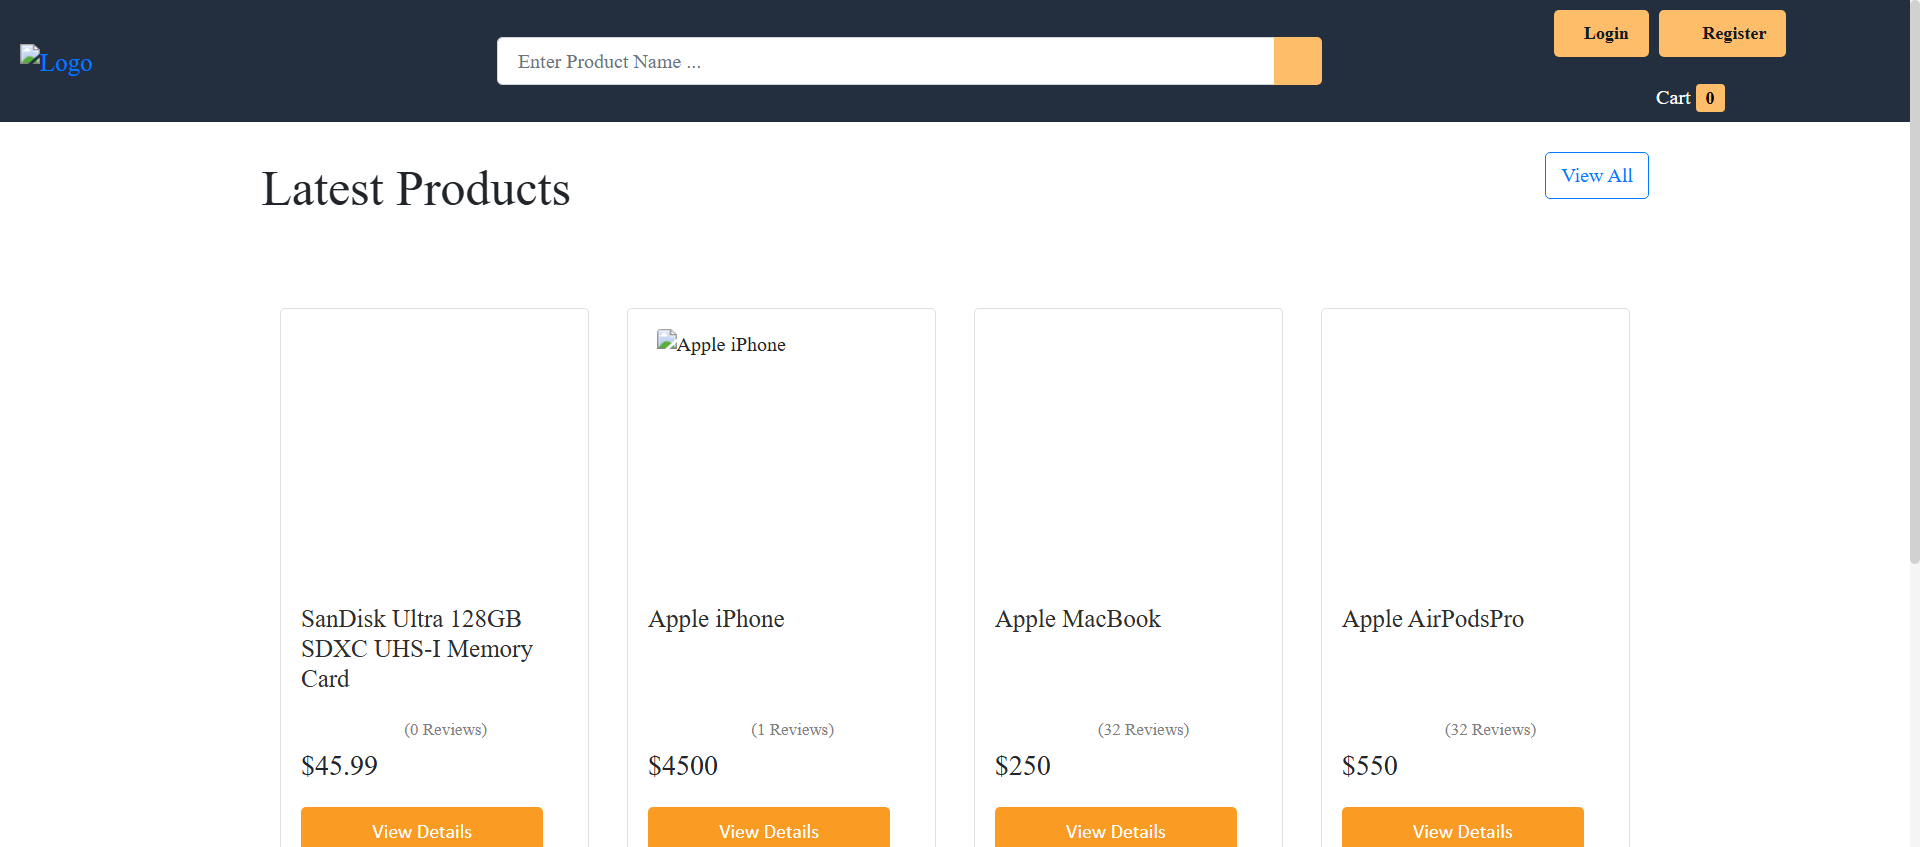 Logo
Enter Product Name ...
Login
Register
Cart 0
Latest Products
View All
Apple iPhone
SanDisk Ultra 128GB
SDXC UHS-I Memory
Card
(0 Reviews)
$45.99
View Details
Apple iPhone
(1 Reviews)
$4500
View Details
Apple MacBook
(32 Reviews)
$250
View Details
Apple AirPodsPro
(32 Reviews)
$550
View Details